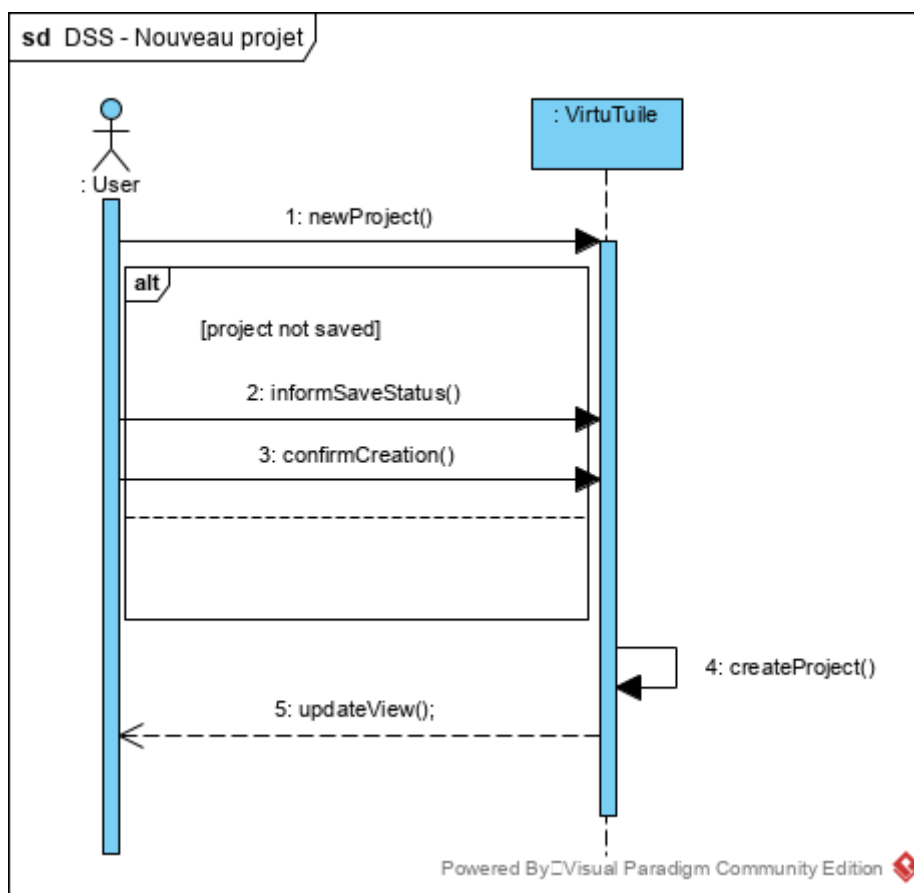 sd DSS - Nouveau projet
: User
: VirtuTuile
1: newProject()
alt
[project not saved]
2: informSaveStatus()
3: confirmCreation()
4: createProject()
5: updateView();
Powered By Visual Paradigm Community Edition